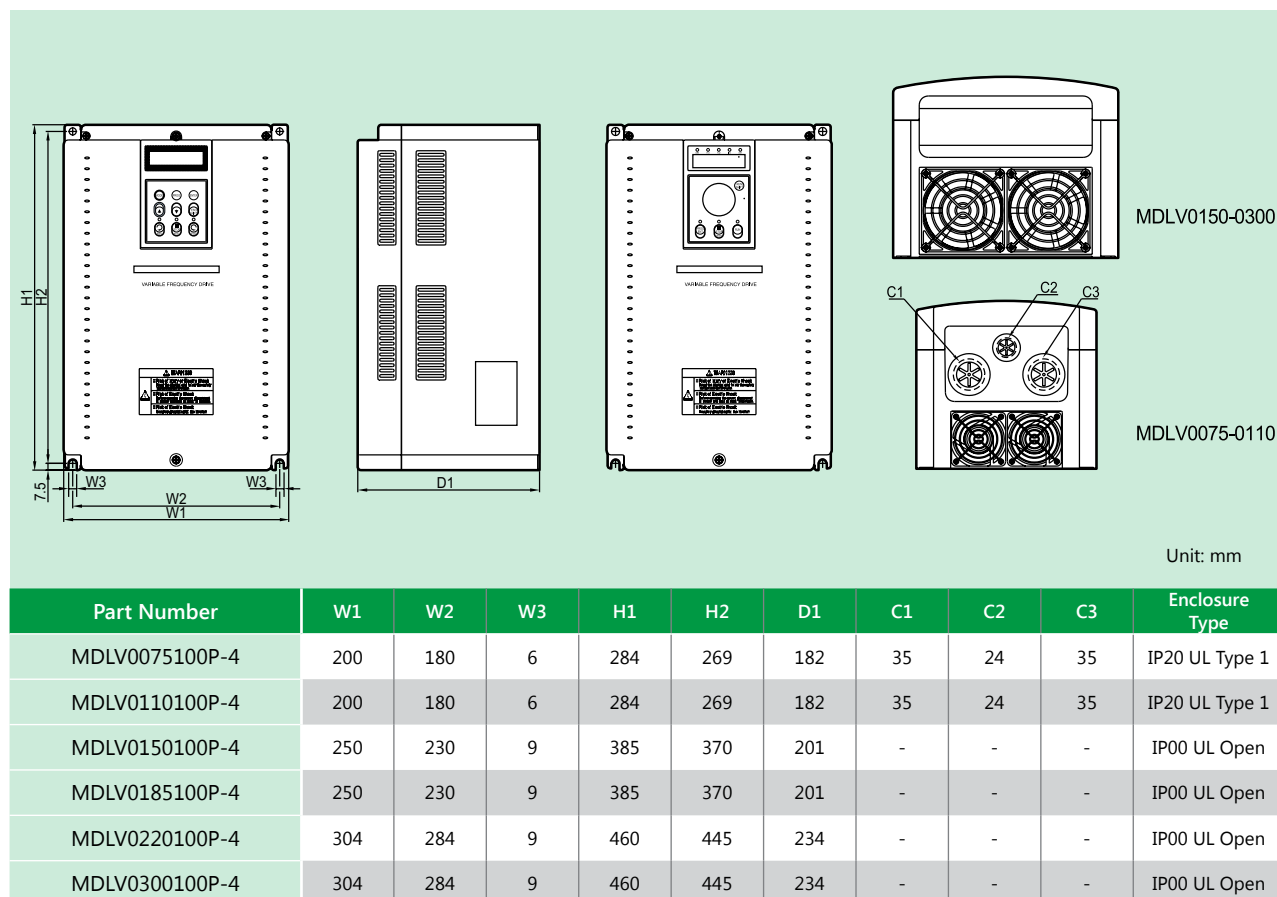 H1
H2
7.5
W3
W3
W2
W1
VARIABLE FREQUENCY DRIVE
D1
VARIABLE FREQUENCY DRIVE
MDLV0150-0300
C1
C2
C3
MDLV0075-0110
Unit: mm
Part Number W1 W2 W3 H1 H2 D1 C1 C2 C3 Enclosure Type
MDLV0075100P-4 200 180 6 284 269 182 35 24 35 IP20 UL Type 1
MDLV0110100P-4 200 180 6 284 269 182 35 24 35 IP20 UL Type 1
MDLV0150100P-4 250 230 9 385 370 201 - - - IP00 UL Open
MDLV0185100P-4 250 230 9 385 370 201 - - - IP00 UL Open
MDLV0220100P-4 304 284 9 460 445 234 - - - IP00 UL Open
MDLV0300100P-4 304 284 9 460 445 234 - - - IP00 UL Open